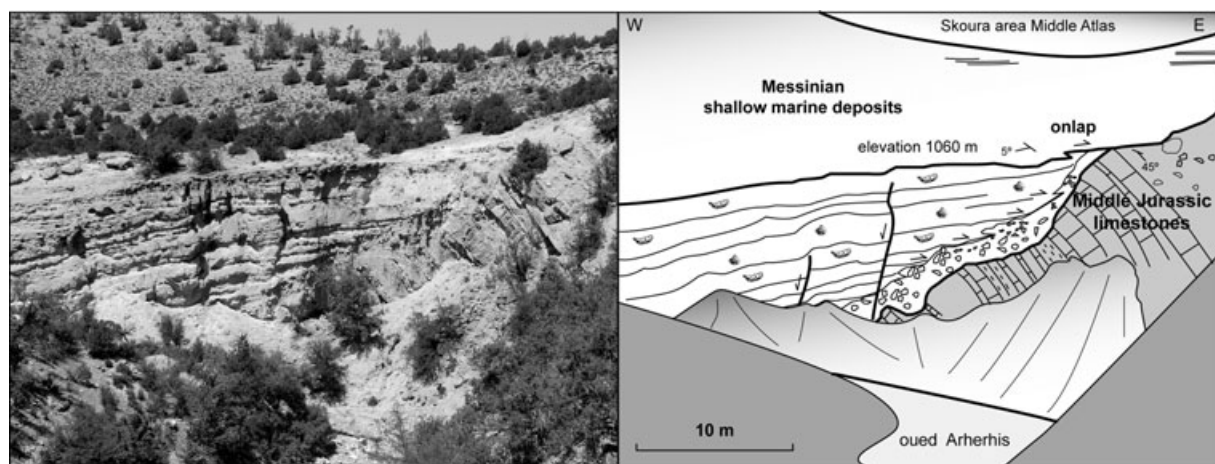 W
E
Skoura area Middle Atlas
Messinian
shallow marine deposits
onlap
elevation 1060 m
5°
45°
Middle Jurassic
limestones
10 m
oued Arherhis